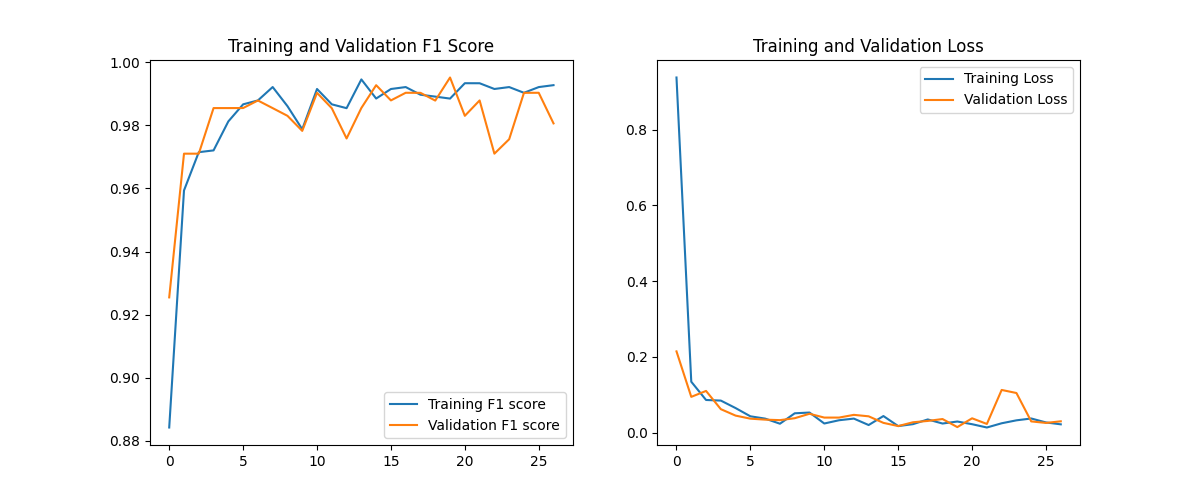 Training and Validation F1 Score
1.00
0.98
0.96
0.94
0.92
0.90
0.88
0 5 10 15 20 25
Training F1 score
Validation F1 score
Training and Validation Loss
0.8
0.6
0.4
0.2
0.0
0 5 10 15 20 25
Training Loss
Validation Loss